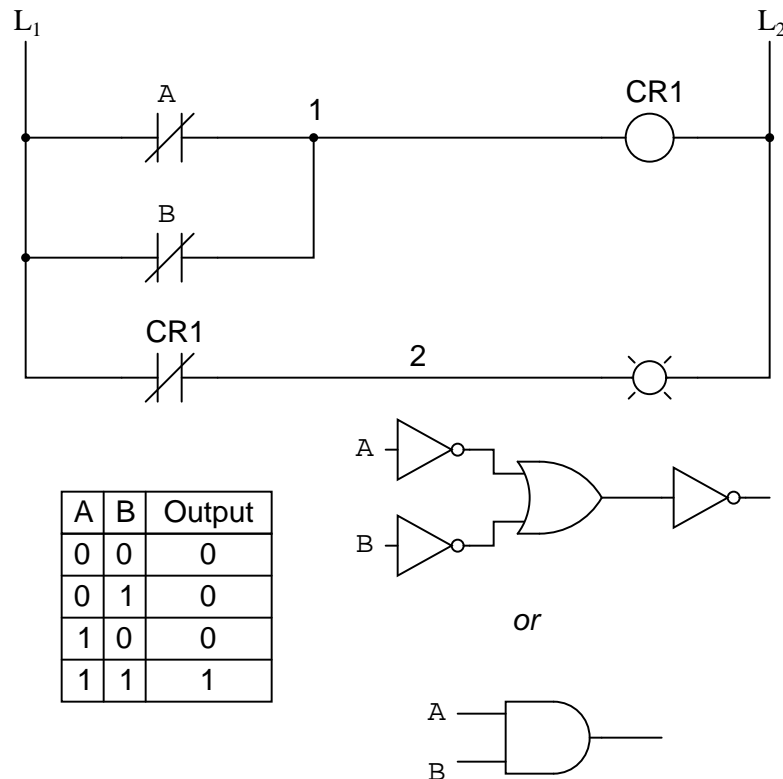 L₁ L₂
A 1 CR1
B
CR1 2
A
B
or
A
B
A B Output
0 0 0
0 1 0
1 0 0
1 1 1